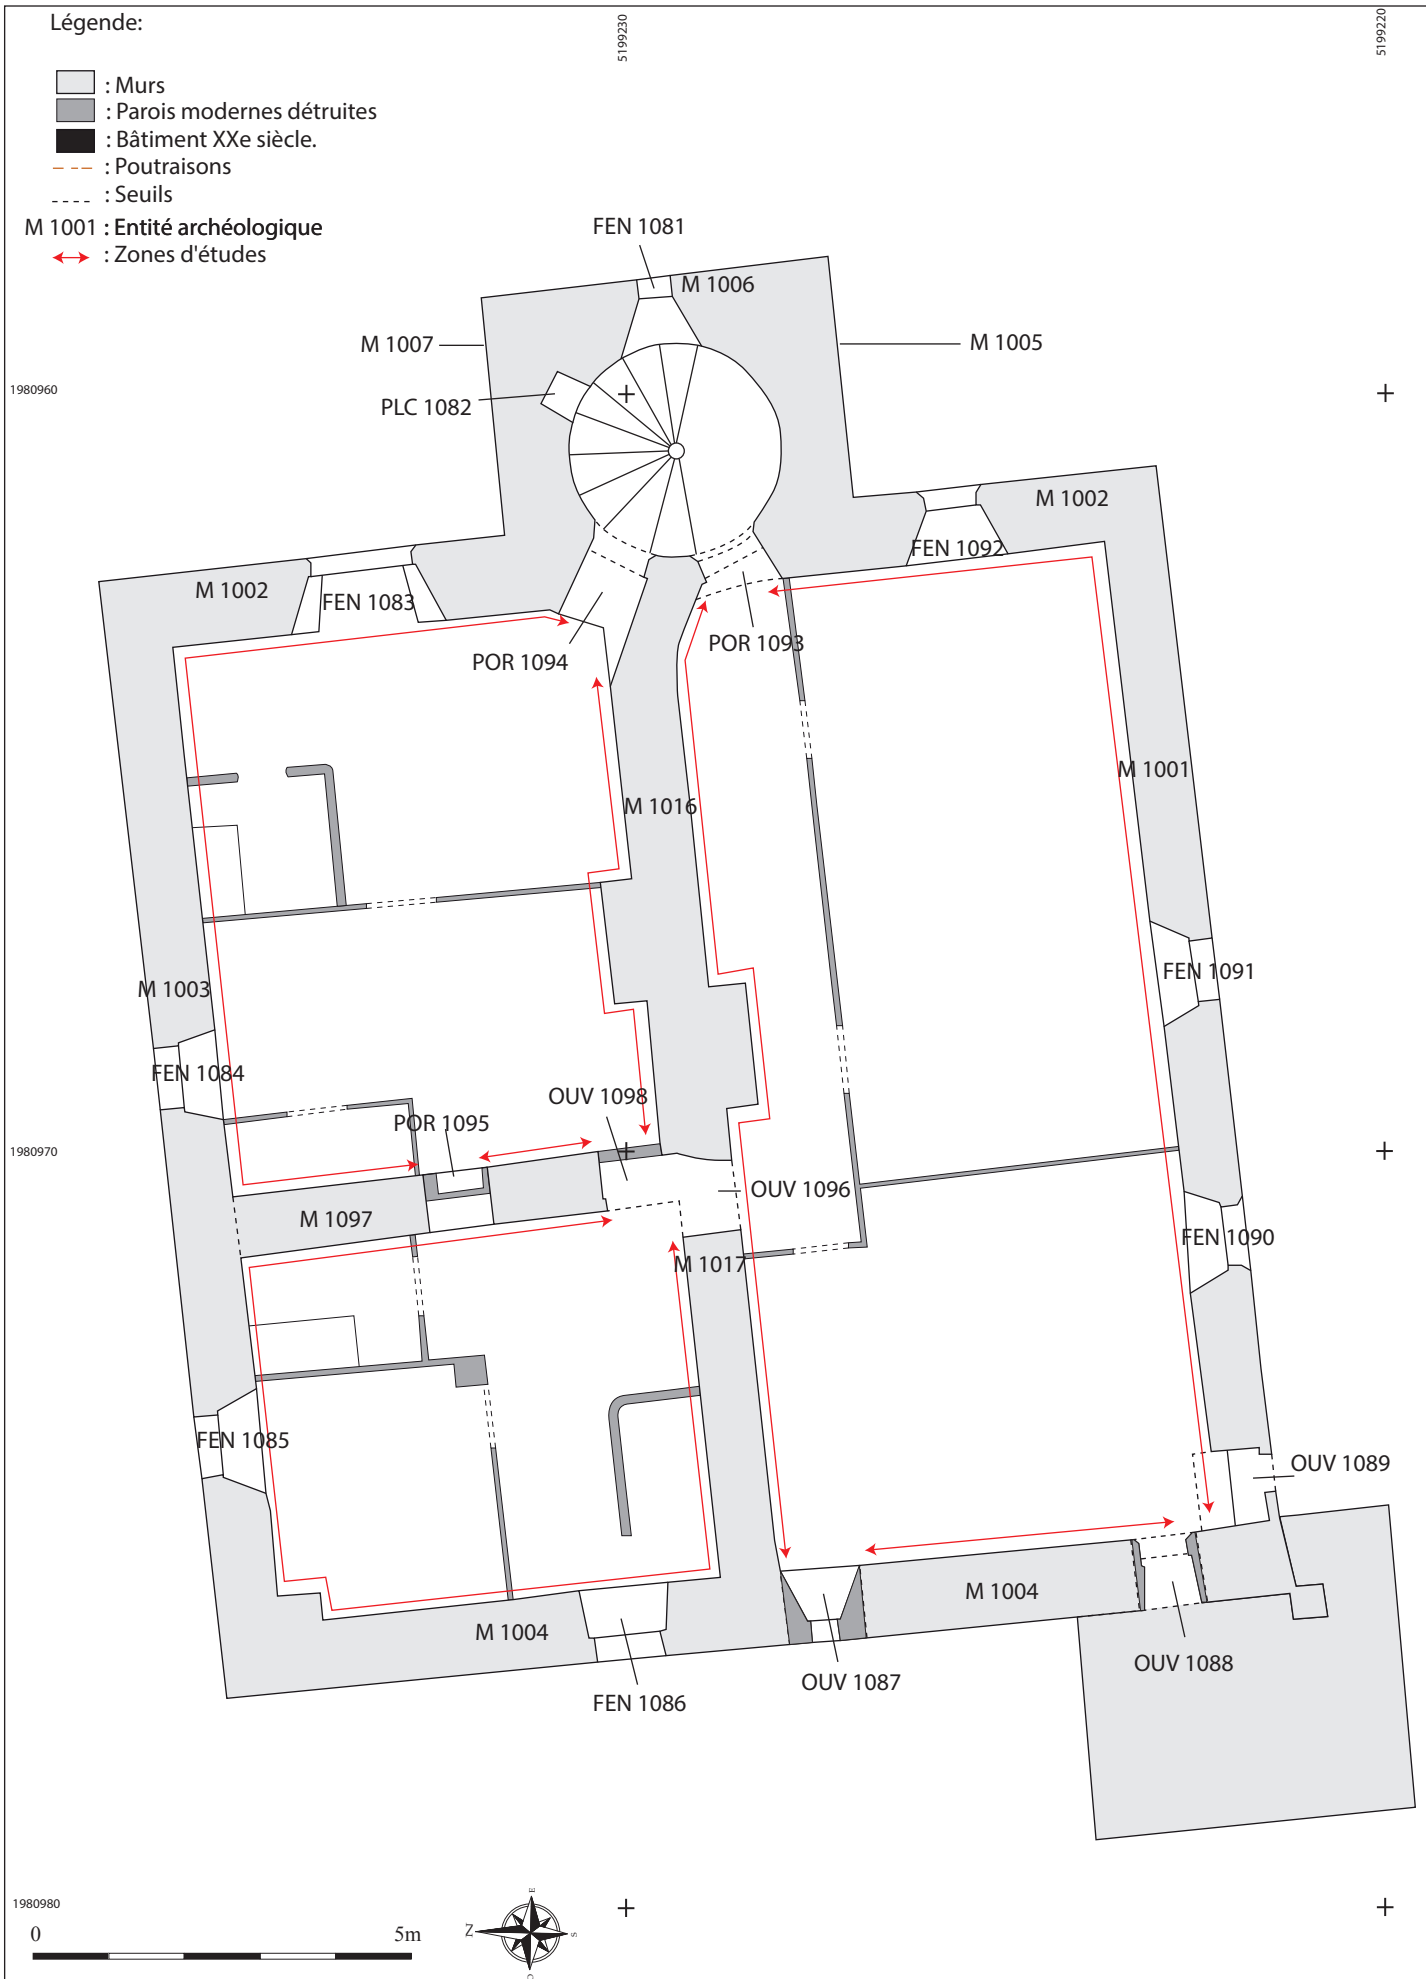 Légende:
5199230
5199220
: Murs
: Parois modernes détruites
: Bâtiment XXe siècle.
: Poutraisons
: Seuils
M 1001 : Entité archéologique
: Zones d'études
FEN 1081
M 1006
M 1007
M 1005
1980960
PLC 1082
M 1002
FEN 1092
M 1002
FEN 1083
POR 1094
POR 1093
M 1001
M 1016
FEN 1091
M 1003
FEN 1084
OUV 1098
POR 1095
1980970
OUV 1096
M 1097
FEN 1090
M 1017
FEN 1085
OUV 1089
M 1004
M 1004
OUV 1088
OUV 1087
FEN 1086
1980980
0 5m
E
N
S
O